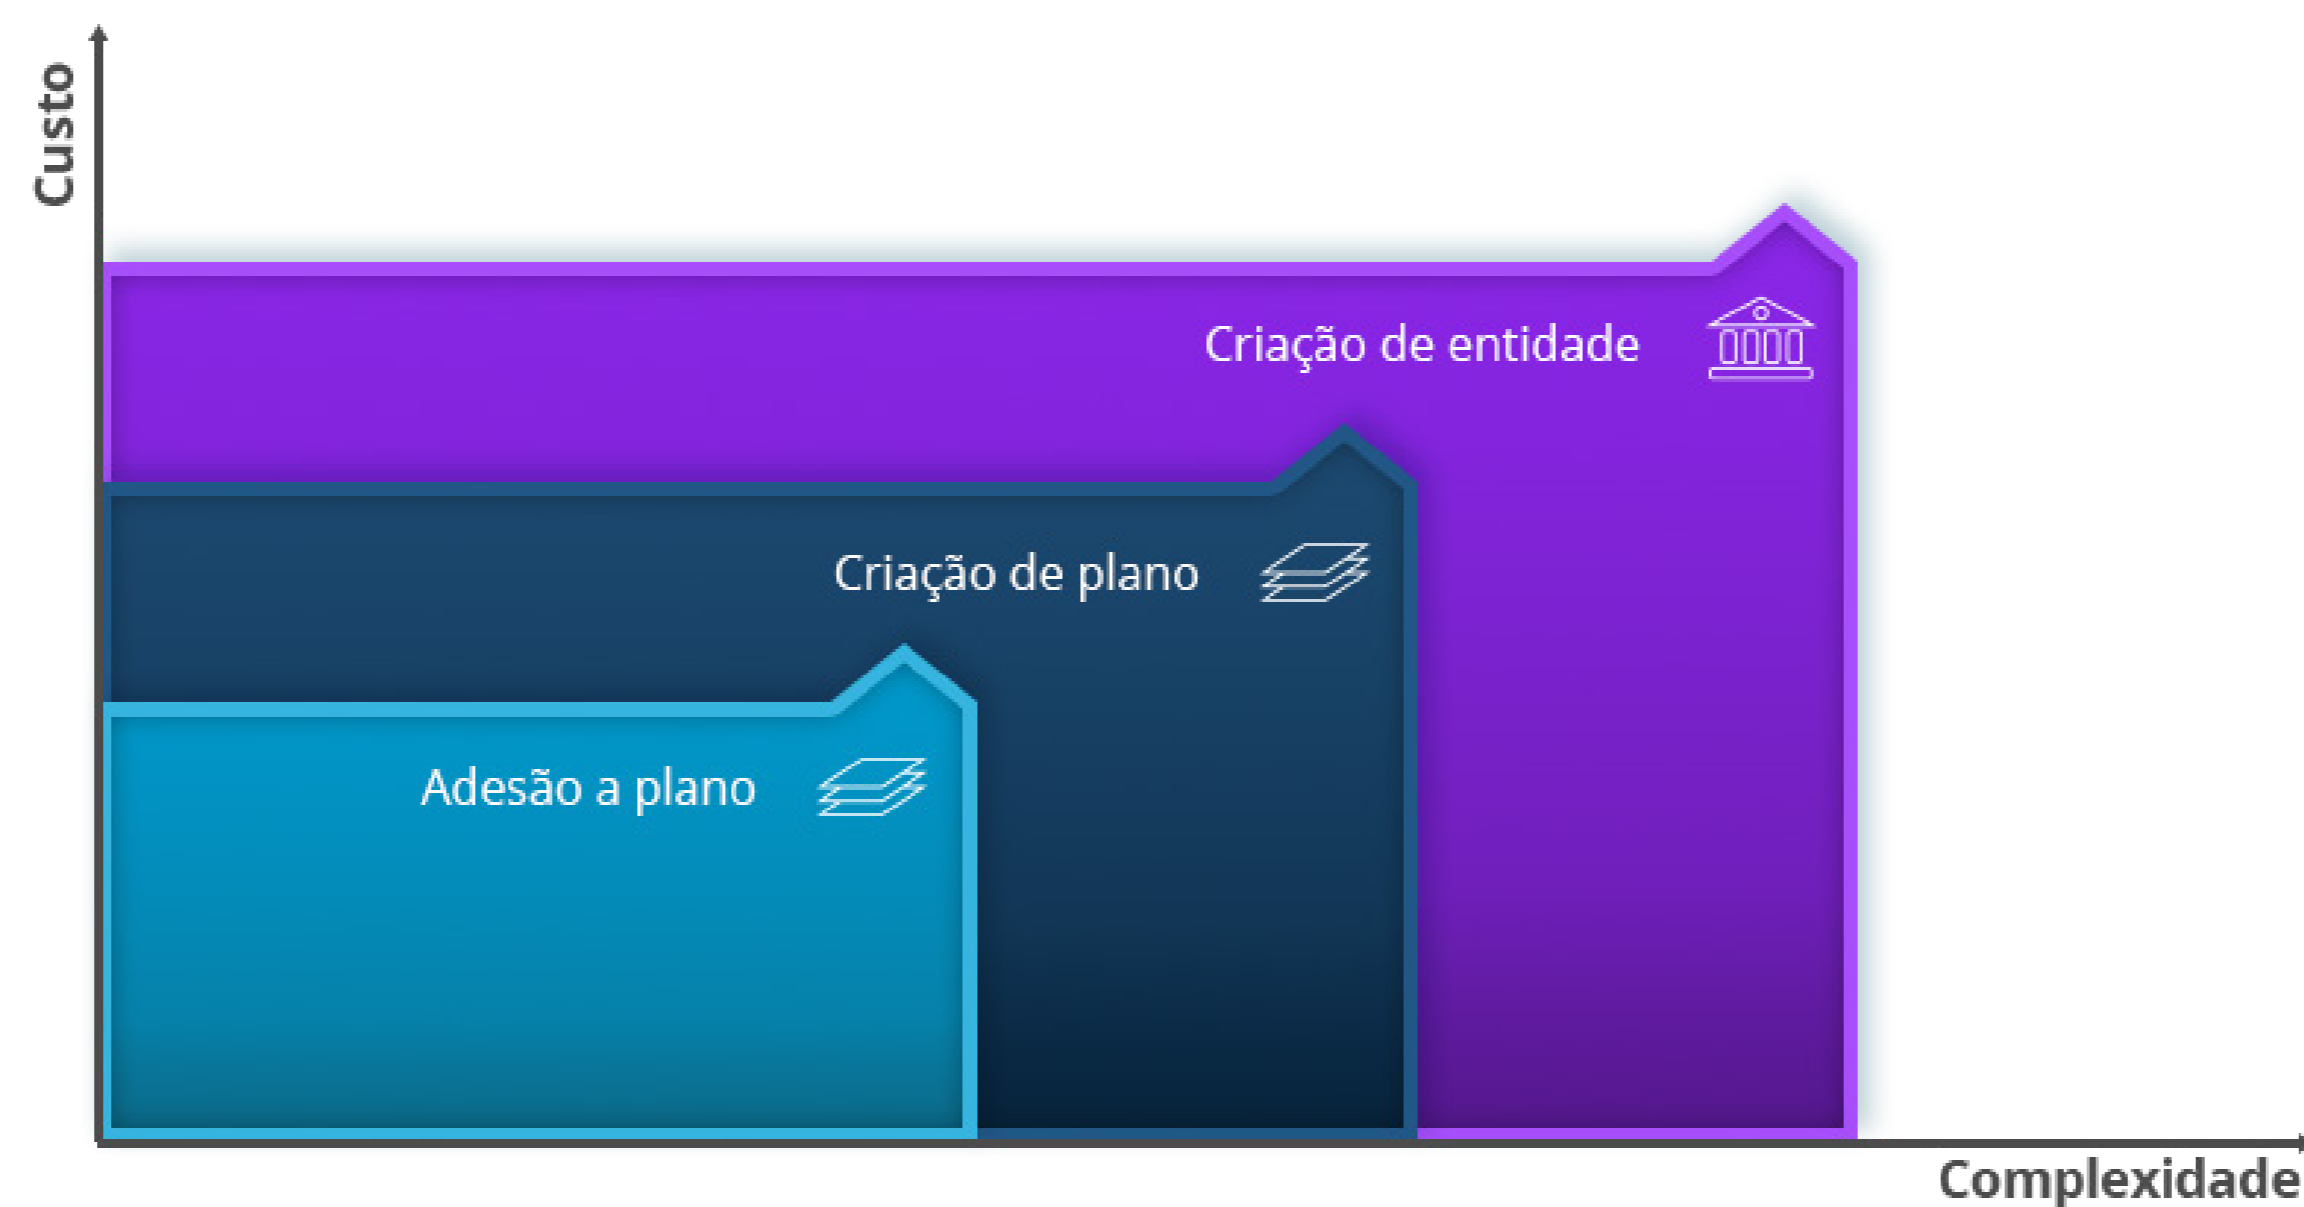 Custo
Criação de entidade
Criação de plano
Adesão a plano
Complexidade